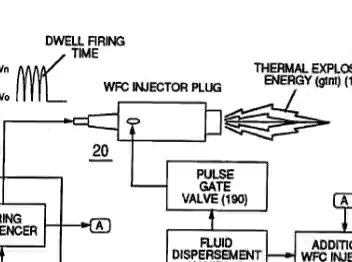 DWELL FIRING
TIME
Vn
Vo
WFC INJECTOR PLUG
THERMAL EXPLOS
ENERGY (gtnt) (1
20
PULSE
GATE
VALVE (190)
A
A
RING
ENCER
FLUID
DISPERSEMENT
ADDITIO
WFC INJE